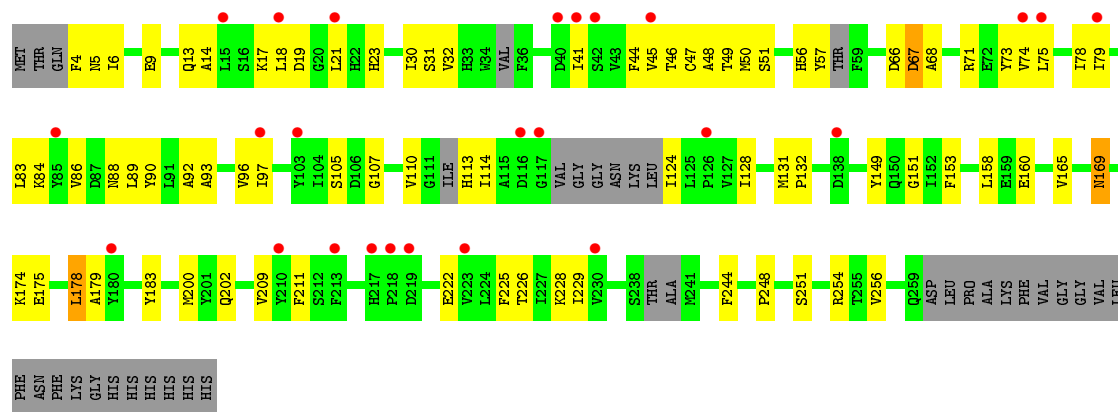 MET THR GLN F4 N5 I6 E9 Q13 A14 L15 S16 K17 L18 D19 G20 L21 H22 H23 I30 S31 V32 H33 W34 VAL F36 D40 I41 S42 V43 F44 V45 T46 C47 A48 T49 M50 S51 H56 Y57 THR F59 D66 D67 A68 R71 E72 Y73 V74 L75 I78 I79
L83 K84 Y85 V86 D87 N88 L89 Y90 L91 A92 A93 V96 I97 Y103 I104 S105 D106 G107 V110 G111 ILE H113 I114 A115 D116 G117 VAL GLY GLY ASN LYS LEU I124 L125 P126 V127 I128 M131 P132 D138 Y149 Q150 G151 I152 F153 L158 E159 E160 V165 N169
K174 E175 L178 A179 Y180 Y183 M200 Y201 Q202 V209 Y210 F211 S212 F213 H217 P218 D219 E222 V223 L224 F225 T226 I227 K228 I229 V230 S238 THR ALA M241 F244 P248 S251 R254 T255 V256 Q259 ASP LEU PRO ALA LYS PHE VAL GLY GLY VAL LEU
PHE ASN PHE LYS GLY HIS HIS HIS HIS HIS HIS